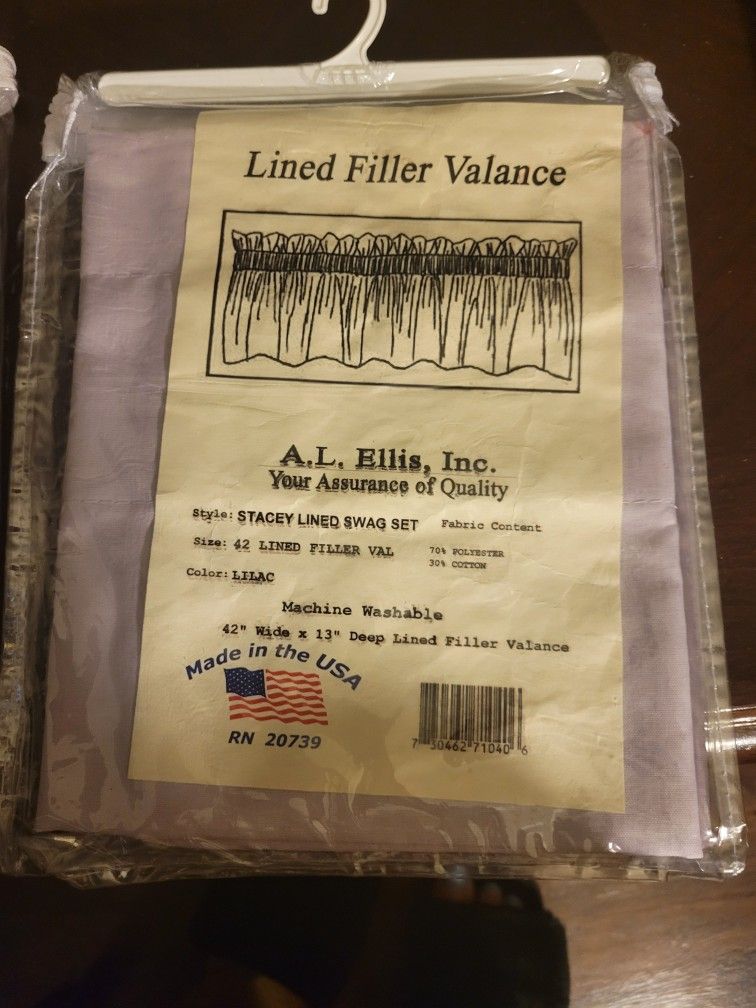 Lined Filler Valance
A.L. Ellis, Inc.
Your Assurance of Quality
Style: STACEY LINED SWAG SET Fabric Content
Size: 42 LINED FILLER VAL 70% POLYESTER
30% COTTON
Color: LILAC
Machine Washable
42" Wide x 13" Deep Lined Filler Valance
Made in the USA
RN 20739
7 30462 71040 6